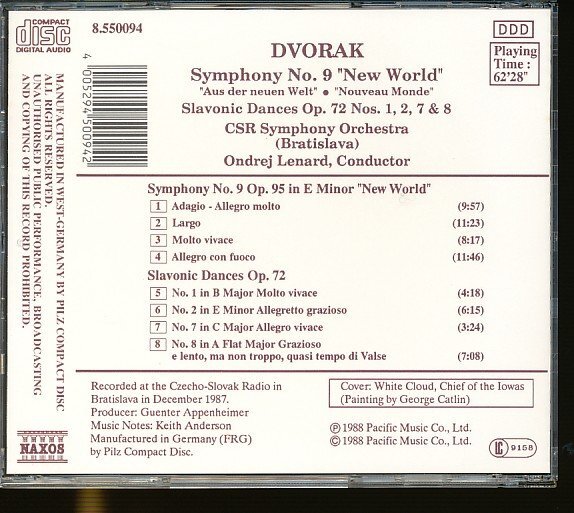 COMPACT
disc
DIGITAL AUDIO
8.550094
DDD
Playing
Time :
62'28"
4 005294 500942
DVORAK
Symphony No. 9 "New World"
"Aus der neuen Welt" • "Nouveau Monde"
Slavonic Dances Op. 72 Nos. 1, 2, 7 & 8
CSR Symphony Orchestra
(Bratislava)
Ondrej Lenard, Conductor
MANUFACTURED IN WEST-GERMANY BY PILZ COMPACT DISC
ALL RIGHTS RESERVED.
UNAUTHORISED PUBLIC PERFORMANCE, BROADCASTING
AND COPYING OF THIS RECORD PROHIBITED.
Symphony No. 9 Op. 95 in E Minor "New World"
1 Adagio - Allegro molto (9:57)
2 Largo (11:23)
3 Molto vivace (8:17)
4 Allegro con fuoco (11:46)
Slavonic Dances Op. 72
5 No. 1 in B Major Molto vivace (4:18)
6 No. 2 in E Minor Allegretto grazioso (6:15)
7 No. 7 in C Major Allegro vivace (3:24)
8 No. 8 in A Flat Major Grazioso
e lento, ma non troppo, quasi tempo di Valse (7:08)
Recorded at the Czecho-Slovak Radio in
Bratislava in December 1987.
Producer: Guenter Appenheimer
Music Notes: Keith Anderson
Manufactured in Germany (FRG)
by Pilz Compact Disc.
Cover: White Cloud, Chief of the Iowas
(Painting by George Catlin)
℗ 1988 Pacific Music Co., Ltd.
© 1988 Pacific Music Co., Ltd.
LC 9158
NAXOS